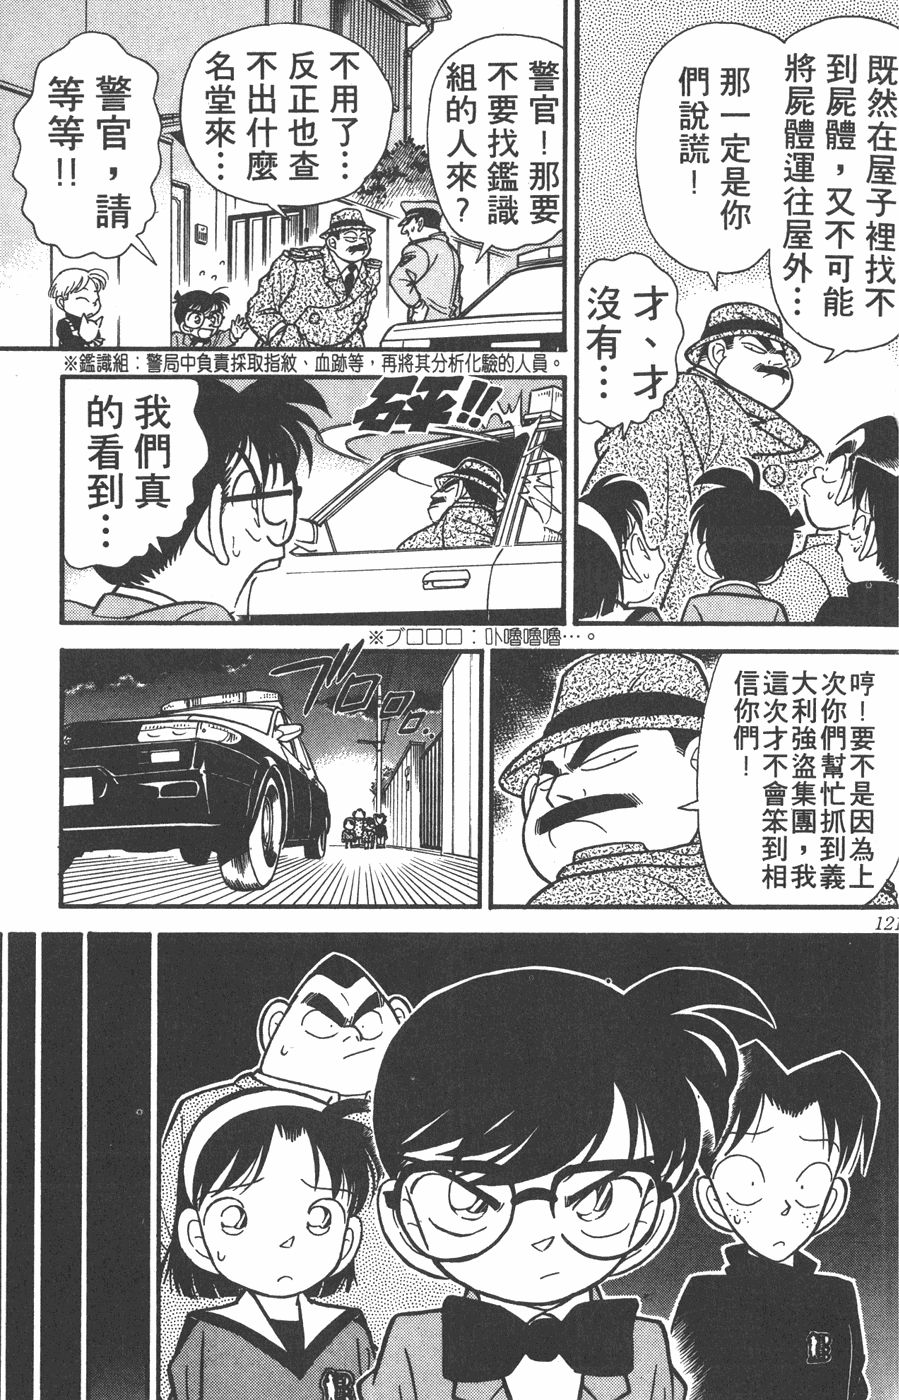 既然在屋子裡找不
到屍體，又不可能
將屍體運往屋外…
那一定是你
們說謊！
才、才
沒有…
警官！那要
不要找鑑識
組的人來？
不用了…
反正也查
不出什麼
名堂來…
警官，請
等等!!
※鑑識組：警局中負責採取指紋、血跡等，再將其分析化驗的人員。
砰!!
我們真
的看到…
※ブロロロ：卟嚕嚕嚕…。
哼！要不是因為上
次你們幫忙抓到義
大利強盜集團，我
這次才不會笨到相
信你們！
ブロロロ…
121